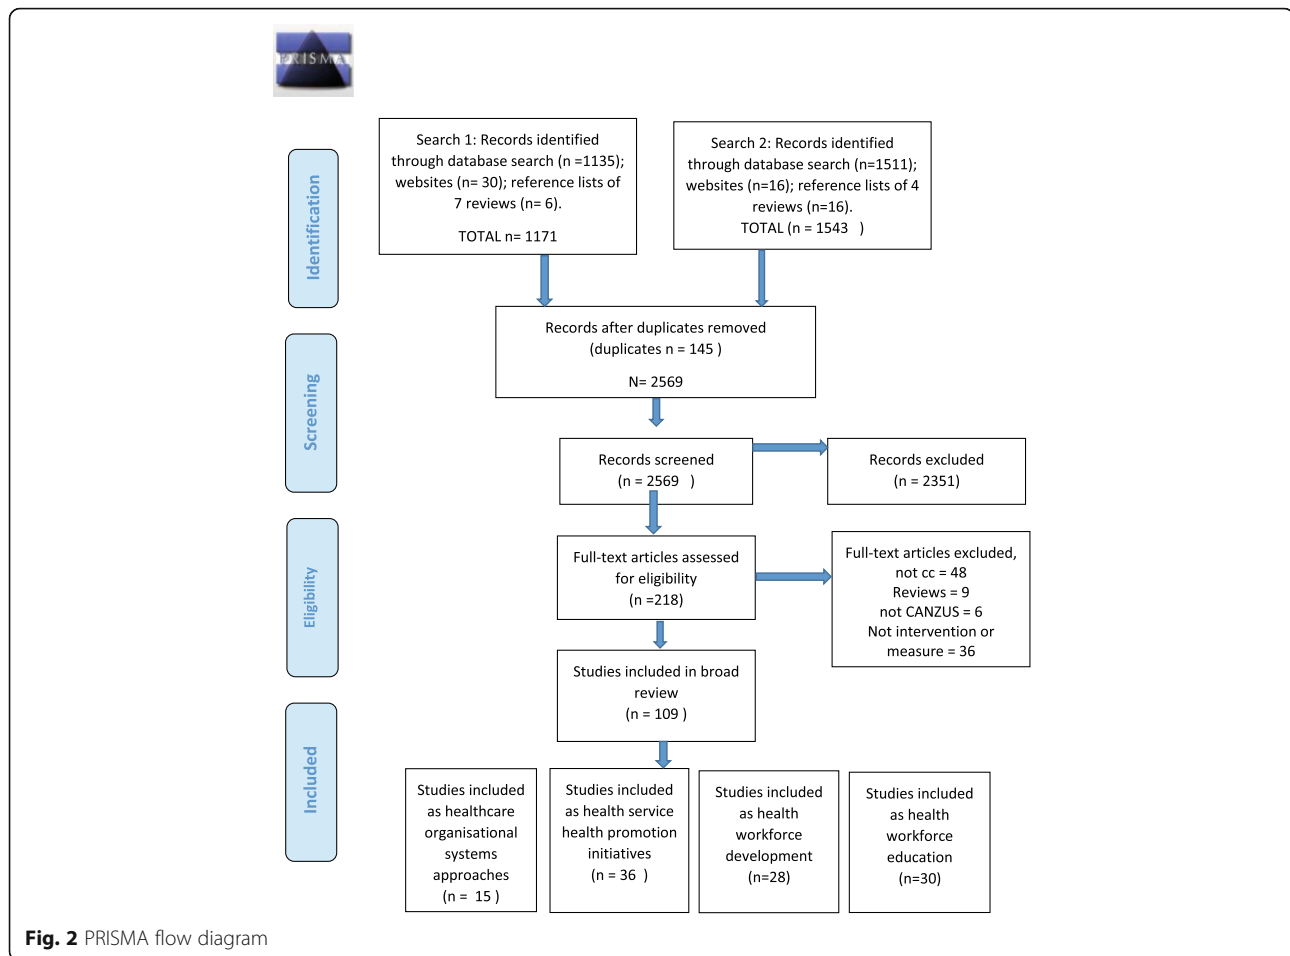 PRISMA
Search 1: Records identified
through database search (n =1135);
websites (n= 30); reference lists of
7 reviews (n= 6).
TOTAL n= 1171
Search 2: Records identified
through database search (n=1511);
websites (n=16); reference lists of 4
reviews (n=16).
TOTAL (n = 1543   )
Identification
Records after duplicates removed
(duplicates n = 145 )
N= 2569
Screening
Records screened
(n = 2569   )
Records excluded
(n = 2351)
Eligibility
Full-text articles assessed
for eligibility
(n =218)
Full-text articles excluded,
not cc = 48
Reviews = 9
not CANZUS = 6
Not intervention or
measure = 36
Studies included in broad
review
(n = 109 )
Included
Studies included
as healthcare
organisational
systems
approaches
(n =  15 )
Studies included
as health service
health promotion
initiatives
(n = 36  )
Studies included
as health
workforce
development
(n=28)
Studies included
as health
workforce
education
(n=30)
Fig. 2 PRISMA flow diagram